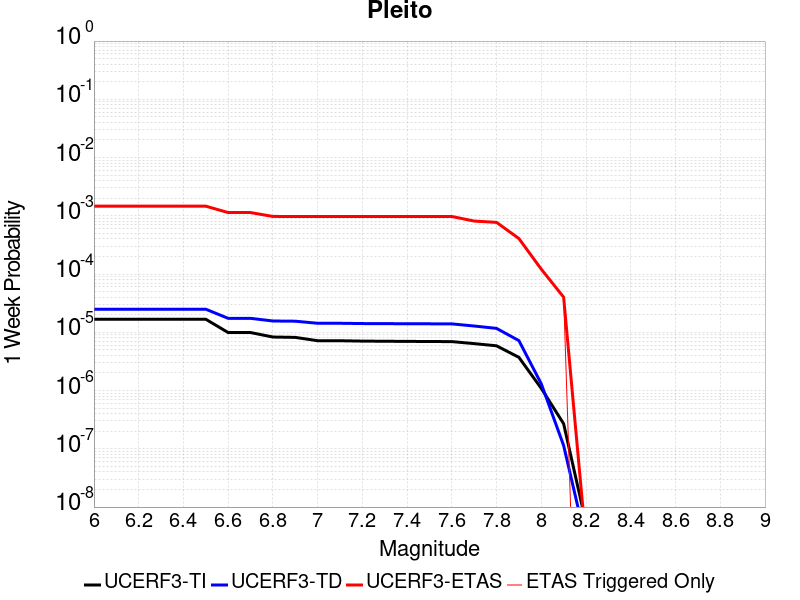 Pleito
10 0
10 -1
10 -2
10 -3
10 -4
10 -5
10 -6
10 -7
10 -8
1 Week Probability
6 6.2 6.4 6.6 6.8 7 7.2 7.4 7.6 7.8 8 8.2 8.4 8.6 8.8 9
Magnitude
UCERF3-TI UCERF3-TD UCERF3-ETAS ETAS Triggered Only